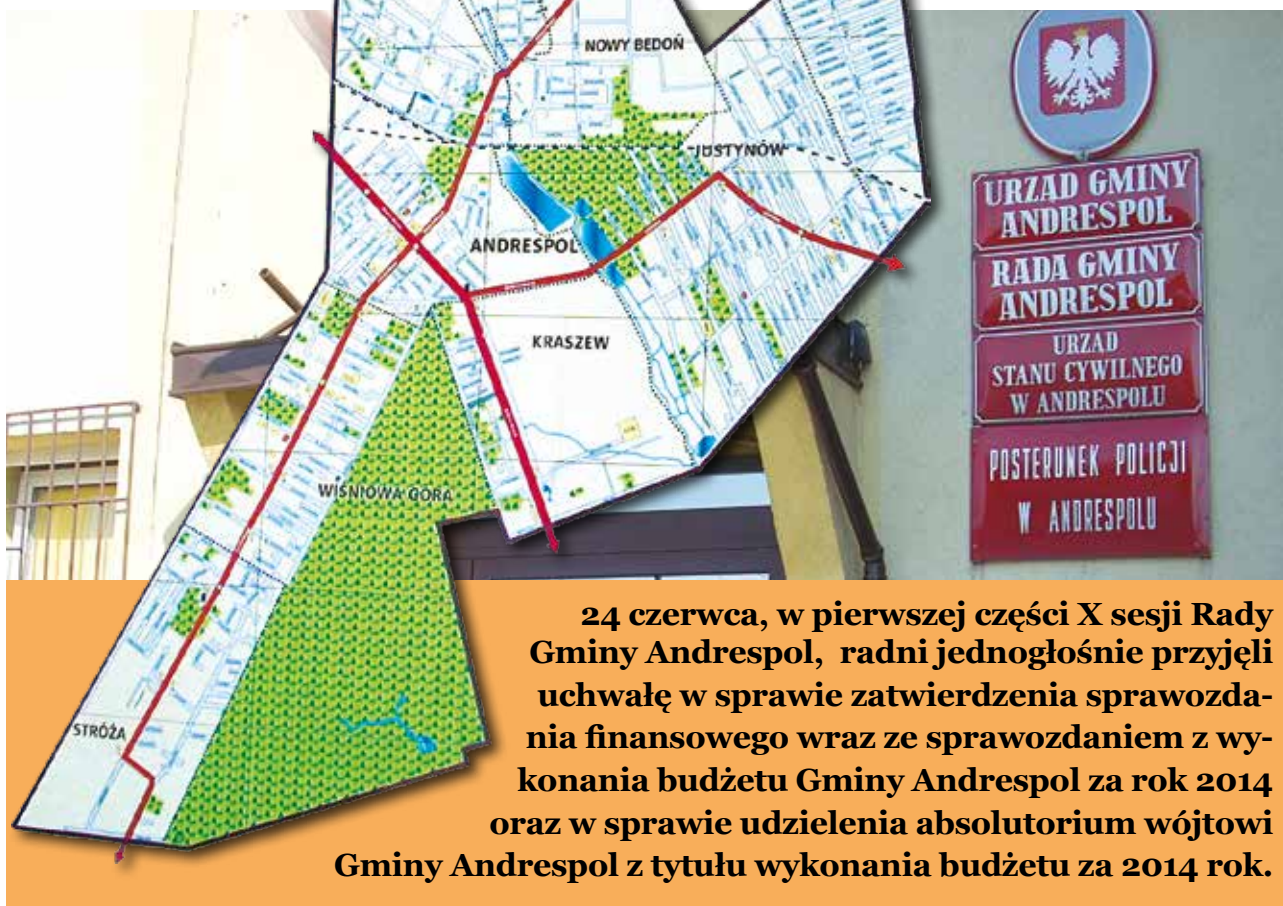 NOWY BEDOŃ
JUSTYNÓW
ANDRESPOL
KRASZEW
WIŚNIOWA GÓRA
STRÓŻA
URZĄD GMINY
ANDRESPOL
RADA GMINY
ANDRESPOL
URZĄD
STANU CYWILNEGO
W ANDRESPOLU
POSTERUNEK POLICJI
W ANDRESPOLU
24 czerwca, w pierwszej części X sesji Rady
Gminy Andrespol, radni jednogłośnie przyjęli
uchwałę w sprawie zatwierdzenia sprawozda-
nia finansowego wraz ze sprawozdaniem z wy-
konania budżetu Gminy Andrespol za rok 2014
oraz w sprawie udzielenia absolutorium wójtowi
Gminy Andrespol z tytułu wykonania budżetu za 2014 rok.